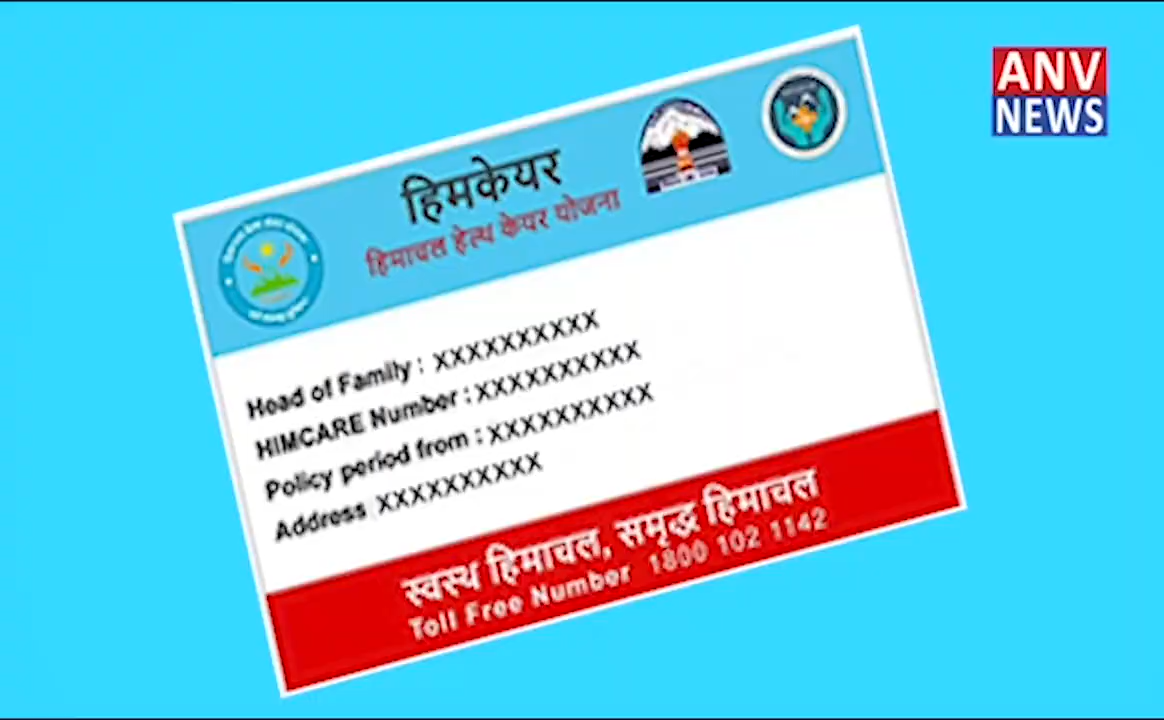 ANV
NEWS
हिमकेयर
हिमाचल हेल्थ केयर योजना
Head of Family : XXXXXXXXXX
HIMCARE Number : XXXXXXXXXX
Policy period from : XXXXXXXXXX
Address XXXXXXXXXX
स्वस्थ हिमाचल, समृद्ध हिमाचल
Toll Free Number 1800 102 1142